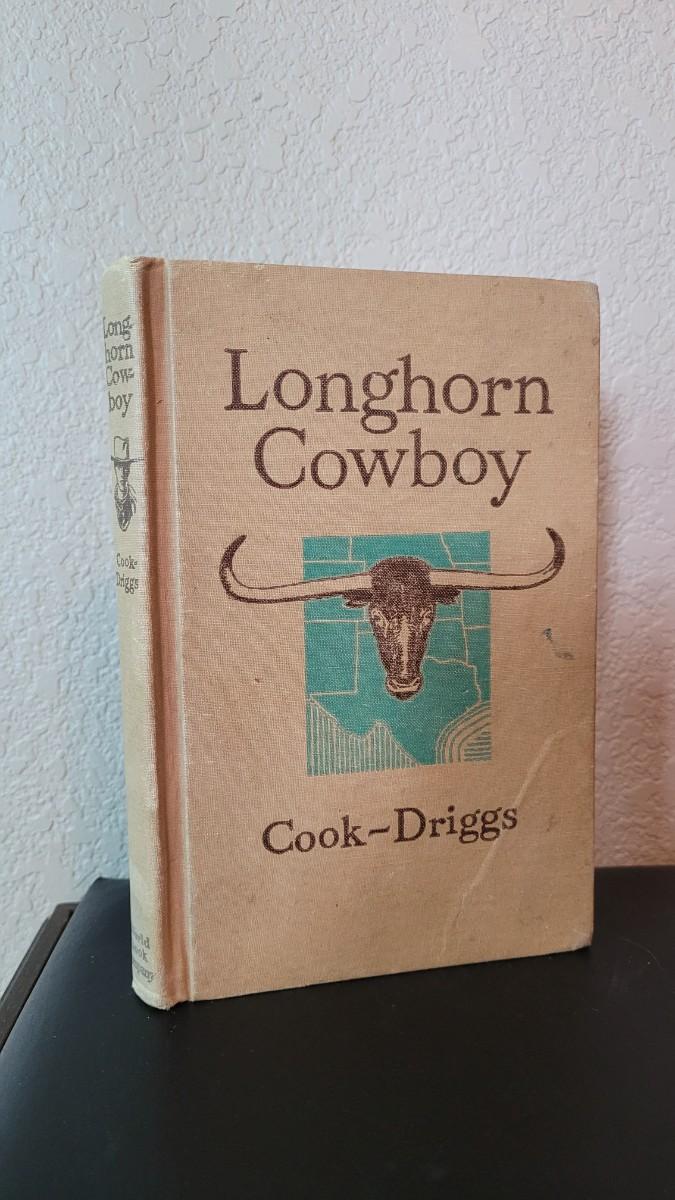 Long-
horn
Cow-
boy
Cook-
Driggs
Longhorn
Cowboy
Cook-Driggs